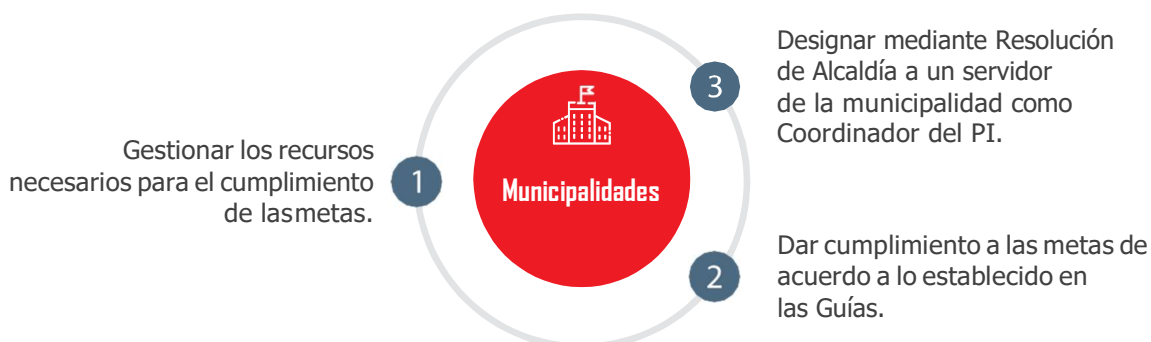 Gestionar los recursos
necesarios para el cumplimiento
de lasmetas.
1
Municipalidades
3
Designar mediante Resolución
de Alcaldía a un servidor
de la municipalidad como
Coordinador del PI.
2
Dar cumplimiento a las metas de
acuerdo a lo establecido en
las Guías.